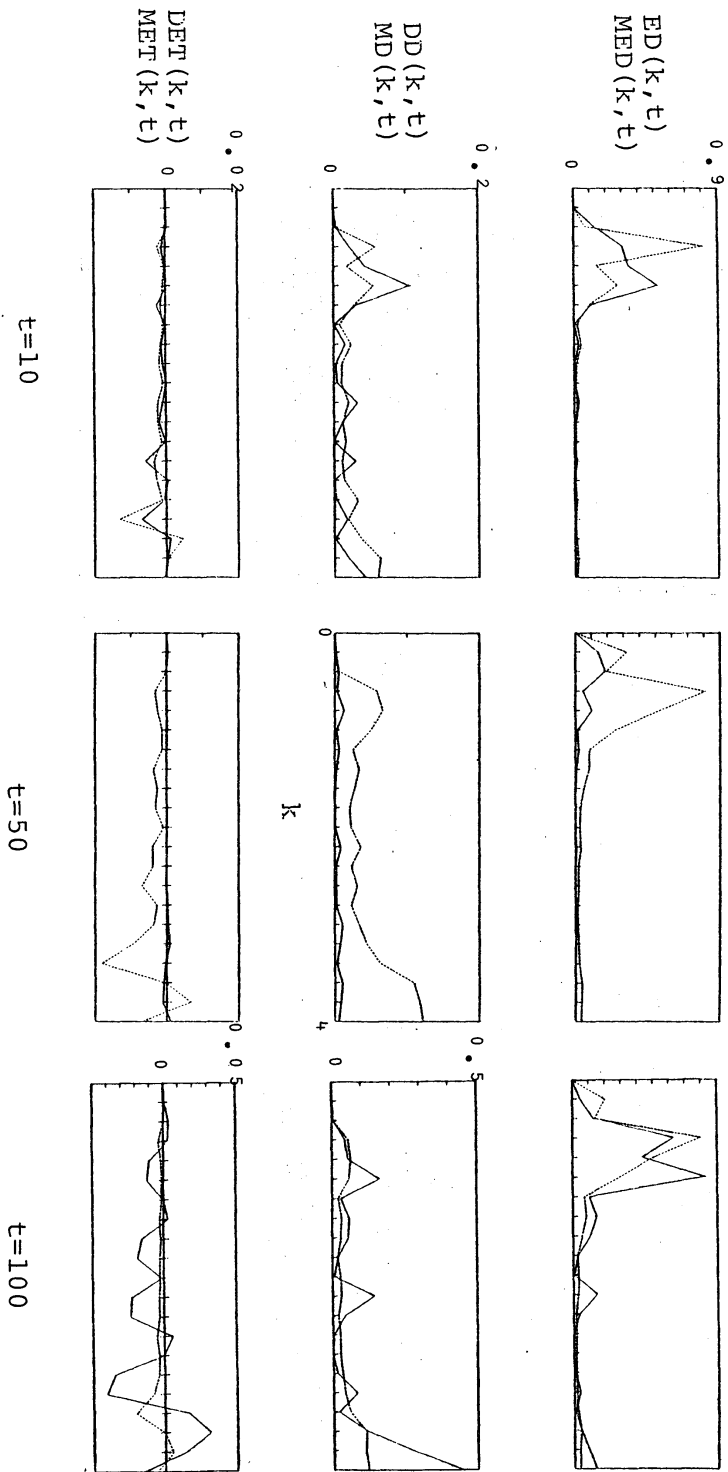 ED(k,t)
MED(k,t)
0.9
0
DD(k,t)
MD(k,t)
0.2
0
0.5
0
0
k
4
DET(k,t)
MET(k,t)
0.02
0
0.05
0
t=10
t=50
t=100